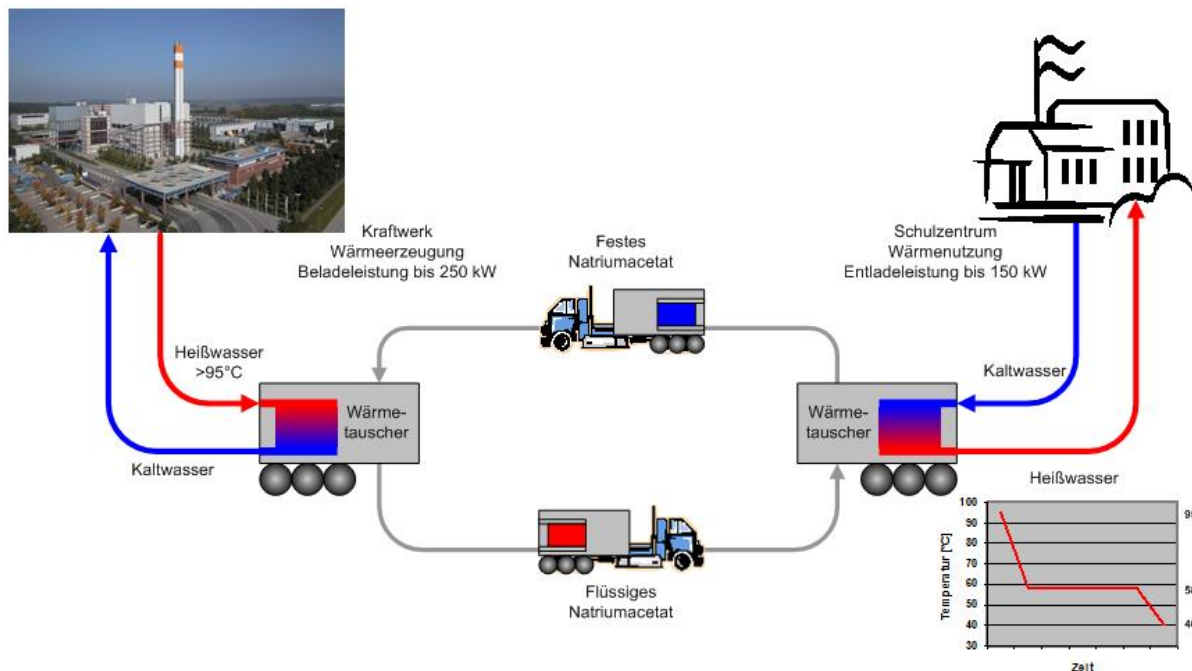 Kraftwerk
Wärmeerzeugung
Beladeleistung bis 250 kW
Festes
Natriumacetat
Schulzentrum
Wärmenutzung
Entladeleistung bis 150 kW
Heißwasser
>95°C
Kaltwasser
Wärme-
tauscher
Wärme-
tauscher
Kaltwasser
Heißwasser
Flüssiges
Natriumacetat
Temperatur [°C]
100
90
80
70
60
50
40
30
58
Zeit